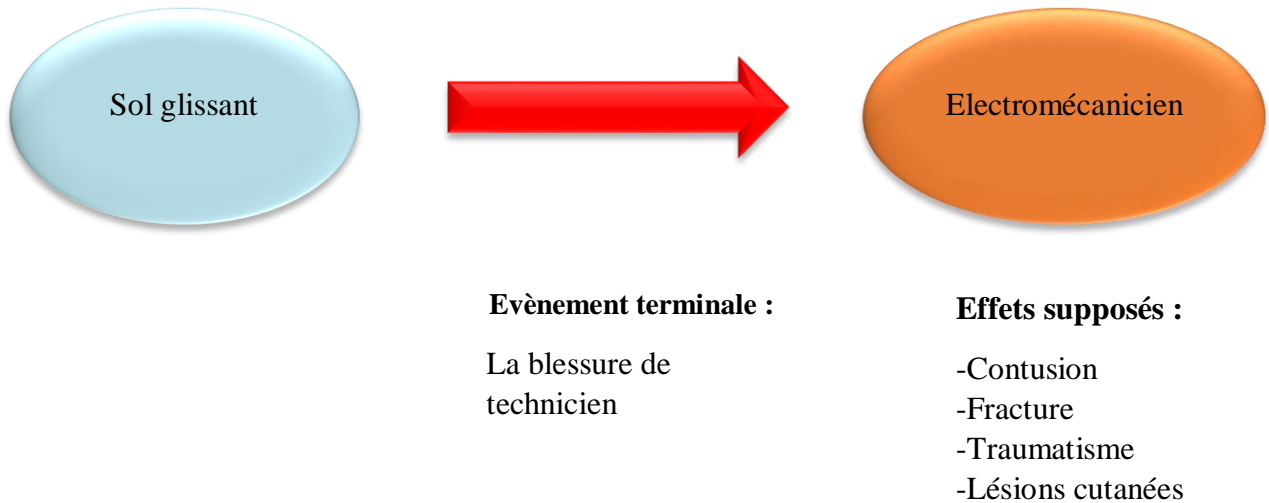 Sol glissant
Electromécanicien
Evènement terminale :
La blessure de
technicien
Effets supposés :
-Contusion
-Fracture
-Traumatisme
-Lésions cutanées